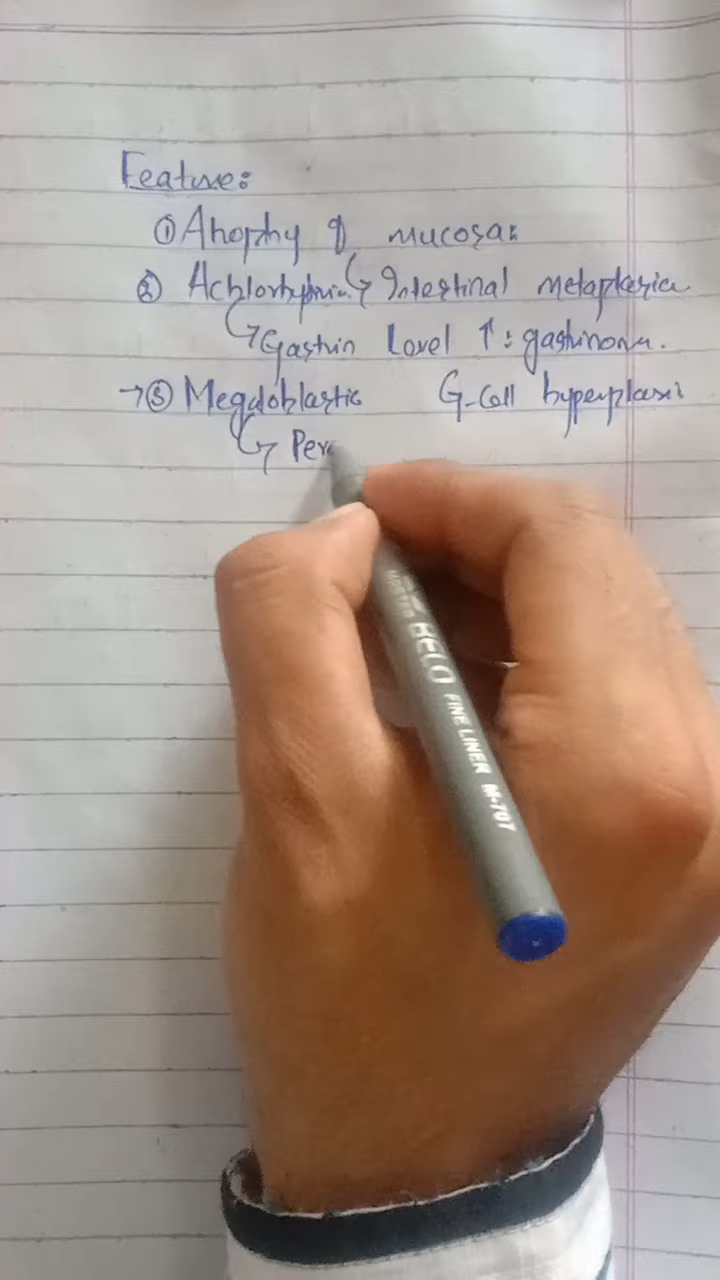 Feature:
① Atrophy of mucosa:
② Achlorhydria ↳ Intestinal metaplasia
↳ Gastrin Level ↑ : gastrinoma.
→ ③ Megaloblastic G-Cell hyperplasia
↳ Per
BELO FINE LINER M-707